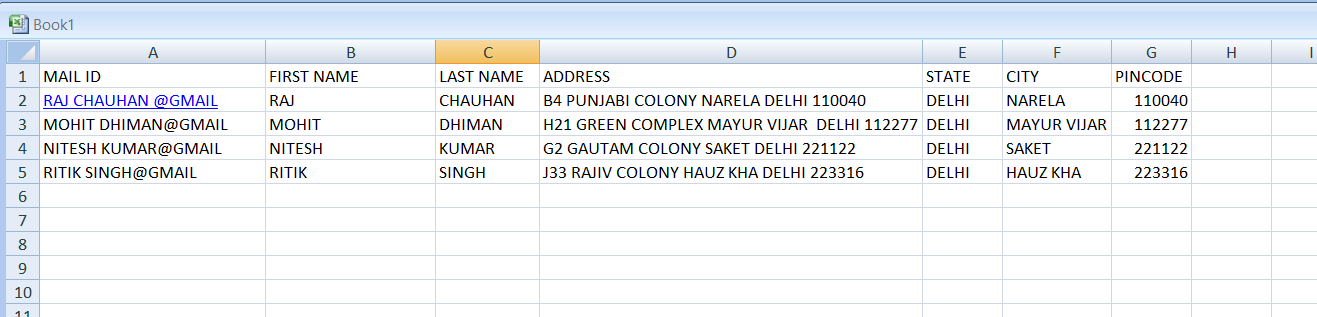 Book1
A B C D E F G H I
1 MAIL ID FIRST NAME LAST NAME ADDRESS STATE CITY PINCODE
2 RAJ CHAUHAN @GMAIL RAJ CHAUHAN B4 PUNJABI COLONY NARELA DELHI 110040 DELHI NARELA 110040
3 MOHIT DHIMAN@GMAIL MOHIT DHIMAN H21 GREEN COMPLEX MAYUR VIJAR  DELHI 112277 DELHI MAYUR VIJAR 112277
4 NITESH KUMAR@GMAIL NITESH KUMAR G2 GAUTAM COLONY SAKET DELHI 221122 DELHI SAKET 221122
5 RITIK SINGH@GMAIL RITIK SINGH J33 RAJIV COLONY HAUZ KHA DELHI 223316 DELHI HAUZ KHA 223316
6
7
8
9
10
11